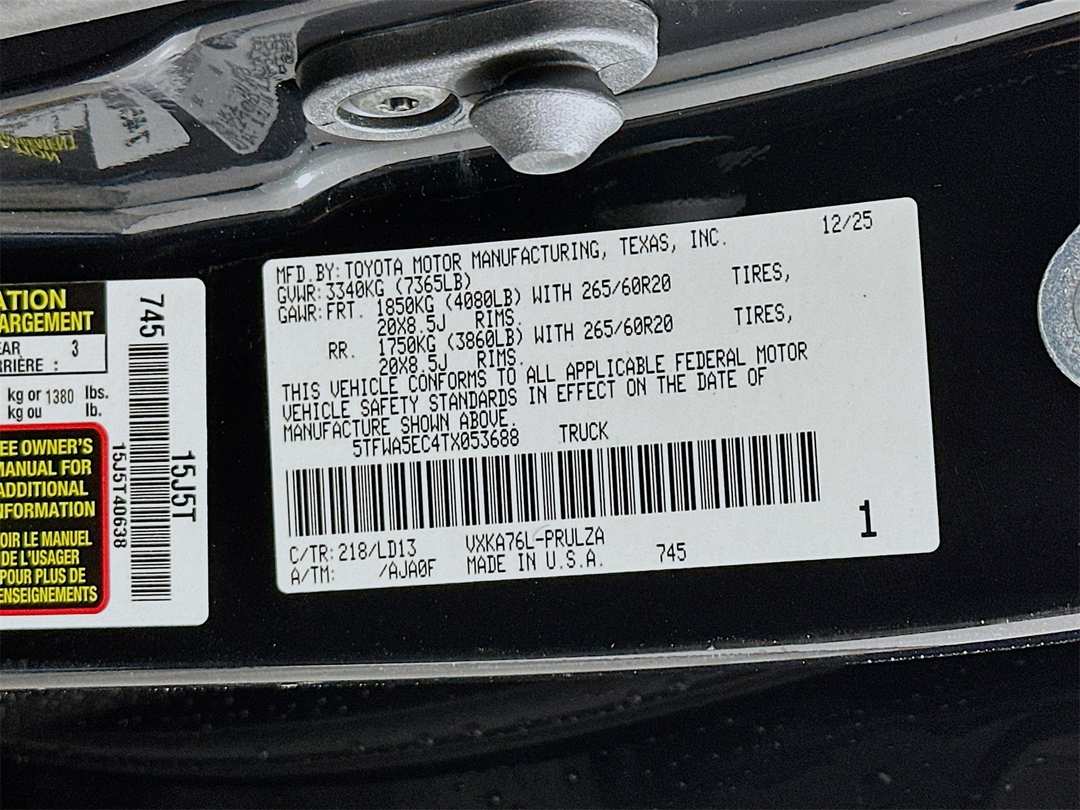 MFD.BY:TOYOTA MOTOR MANUFACTURING, TEXAS, INC. 12/25
GVWR:3340KG (7365LB)
GAWR:FRT. 1850KG (4080LB) WITH 265/60R20 TIRES,
20X8.5J RIMS.
RR. 1750KG (3860LB) WITH 265/60R20 TIRES,
20X8.5J RIMS.
THIS VEHICLE CONFORMS TO ALL APPLICABLE FEDERAL MOTOR
VEHICLE SAFETY STANDARDS IN EFFECT ON THE DATE OF
MANUFACTURE SHOWN ABOVE.
5TFWA5EC4TX053688 TRUCK
C/TR:218/LD13 VXKA76L-PRULZA
A/TM: /AJA0F MADE IN U.S.A. 745
1
ATION
ARGEMENT
EAR 3
RRIÈRE :
kg or 1380 lbs.
kg ou lb.
EE OWNER'S
MANUAL FOR
ADDITIONAL
NFORMATION
OIR LE MANUEL
DE L'USAGER
POUR PLUS DE
ENSEIGNEMENTS
745
15J5T
15J5T40638